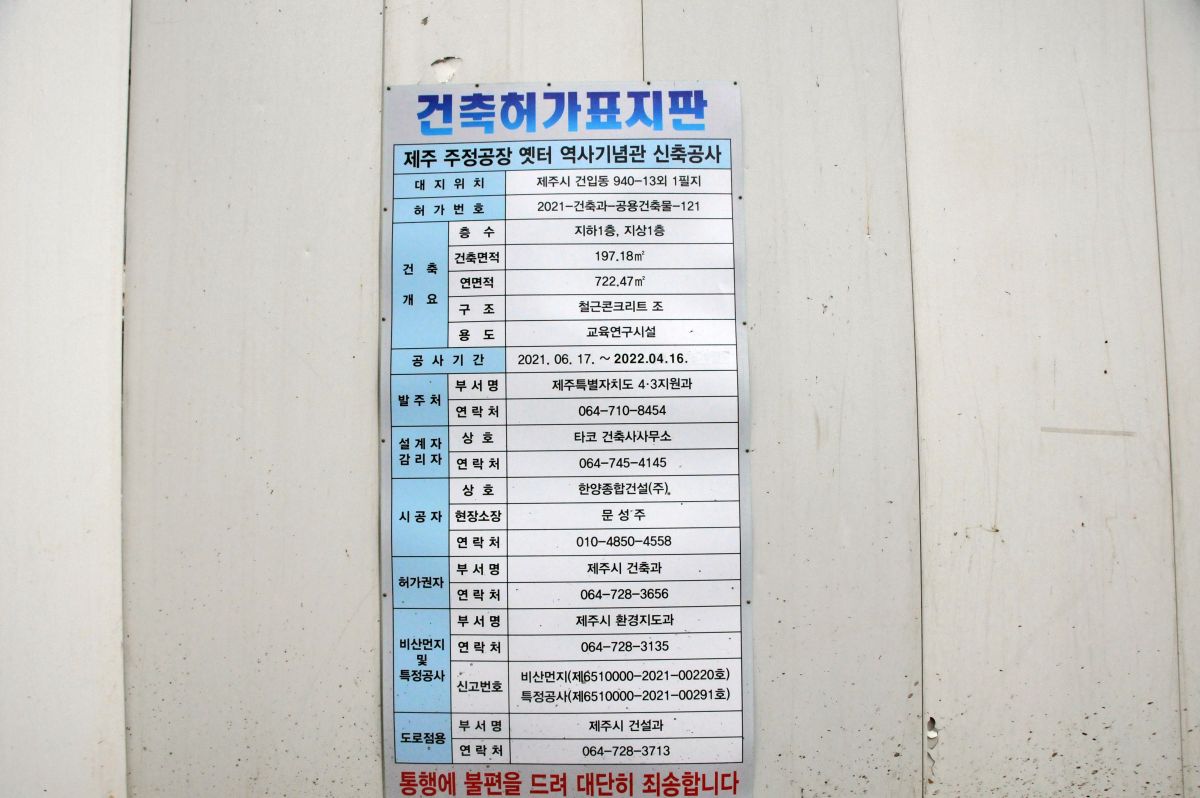 건축허가표지판
제주 주정공장 옛터 역사기념관 신축공사
대지위치 제주시 건입동 940-13외 1필지
허가번호 2021-건축과-공용건축물-121
건축개요 층수 지하1층, 지상1층
건축면적 197.18㎡
연면적 722.47㎡
구조 철근콘크리트 조
용도 교육연구시설
공사기간 2021. 06. 17. ~ 2022.04.16.
발주처 부서명 제주특별자치도 4·3지원과
연락처 064-710-8454
설계자 감리자 상호 타코 건축사사무소
연락처 064-745-4145
시공자 상호 한양종합건설(주).
현장소장 문성주
연락처 010-4850-4558
허가권자 부서명 제주시 건축과
연락처 064-728-3656
비산먼지 및 특정공사 부서명 제주시 환경지도과
연락처 064-728-3135
신고번호 비산먼지(제6510000-2021-00220호)
특정공사(제6510000-2021-00291호)
도로점용 부서명 제주시 건설과
연락처 064-728-3713
통행에 불편을 드려 대단히 죄송합니다